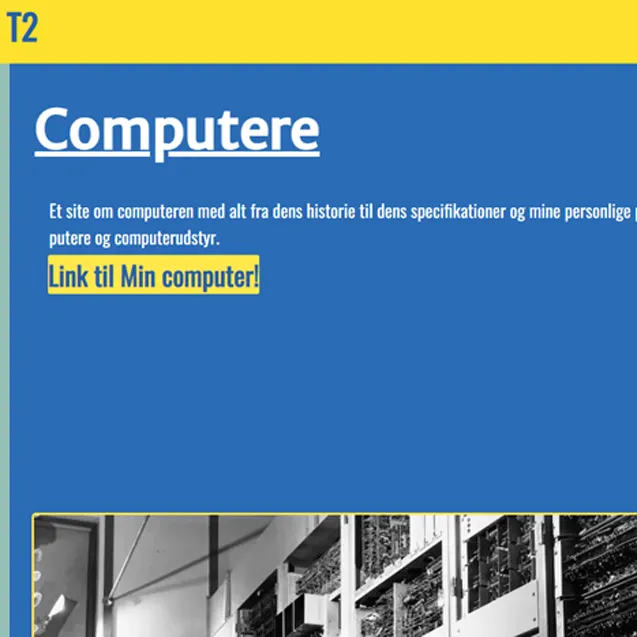 T2
Computere
Et site om computeren med alt fra dens historie til dens specifikationer og mine personlige
putere og computerudstyr.
Link til Min computer!